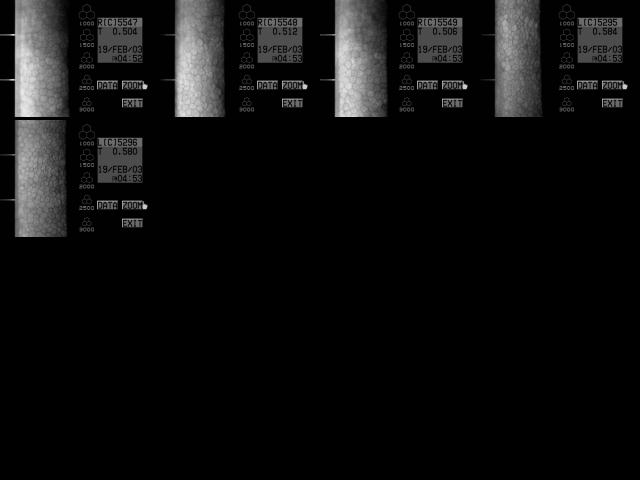 R(C)5547
T 0.504
19/FEB/03
PM04:52
1000
1500
2000
2500
3000
DATA ZOOM
EXIT
R(C)5548
T 0.512
19/FEB/03
PM04:53
1000
1500
2000
2500
3000
DATA ZOOM
EXIT
R(C)5549
T 0.506
19/FEB/03
PM04:53
1000
1500
2000
2500
3000
DATA ZOOM
EXIT
L(C)5295
T 0.584
19/FEB/03
PM04:53
1000
1500
2000
2500
3000
DATA ZOOM
EXIT
L(C)5296
T 0.580
19/FEB/03
PM04:53
1000
1500
2000
2500
3000
DATA ZOOM
EXIT